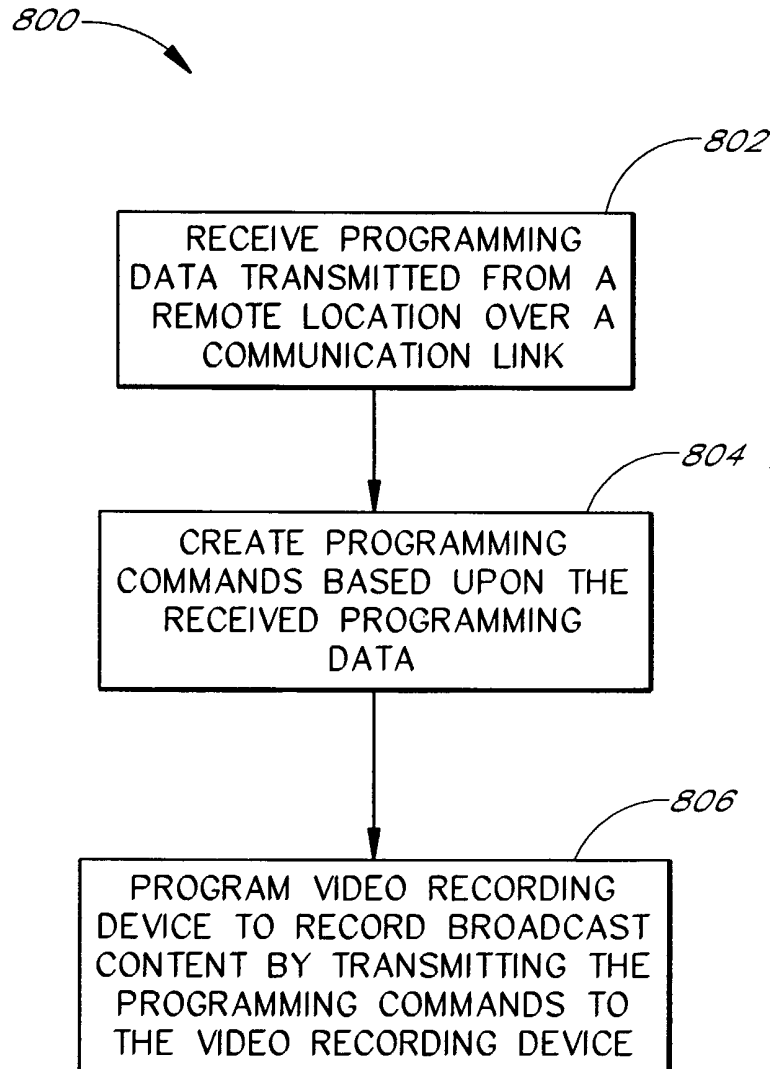 800
802
RECEIVE PROGRAMMING
DATA TRANSMITTED FROM A
REMOTE LOCATION OVER A
COMMUNICATION LINK
804
CREATE PROGRAMMING
COMMANDS BASED UPON THE
RECEIVED PROGRAMMING
DATA
806
PROGRAM VIDEO RECORDING
DEVICE TO RECORD BROADCAST
CONTENT BY TRANSMITTING THE
PROGRAMMING COMMANDS TO
THE VIDEO RECORDING DEVICE